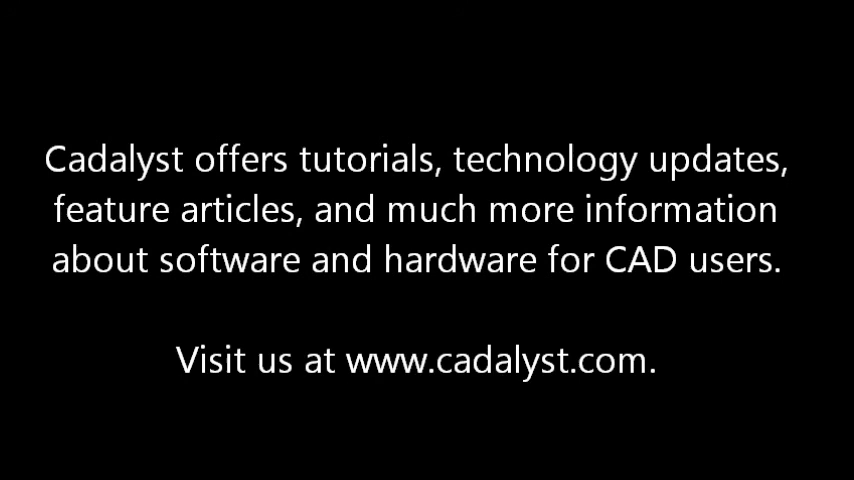 Cadalyst offers tutorials, technology updates,
feature articles, and much more information
about software and hardware for CAD users.
Visit us at www.cadalyst.com.